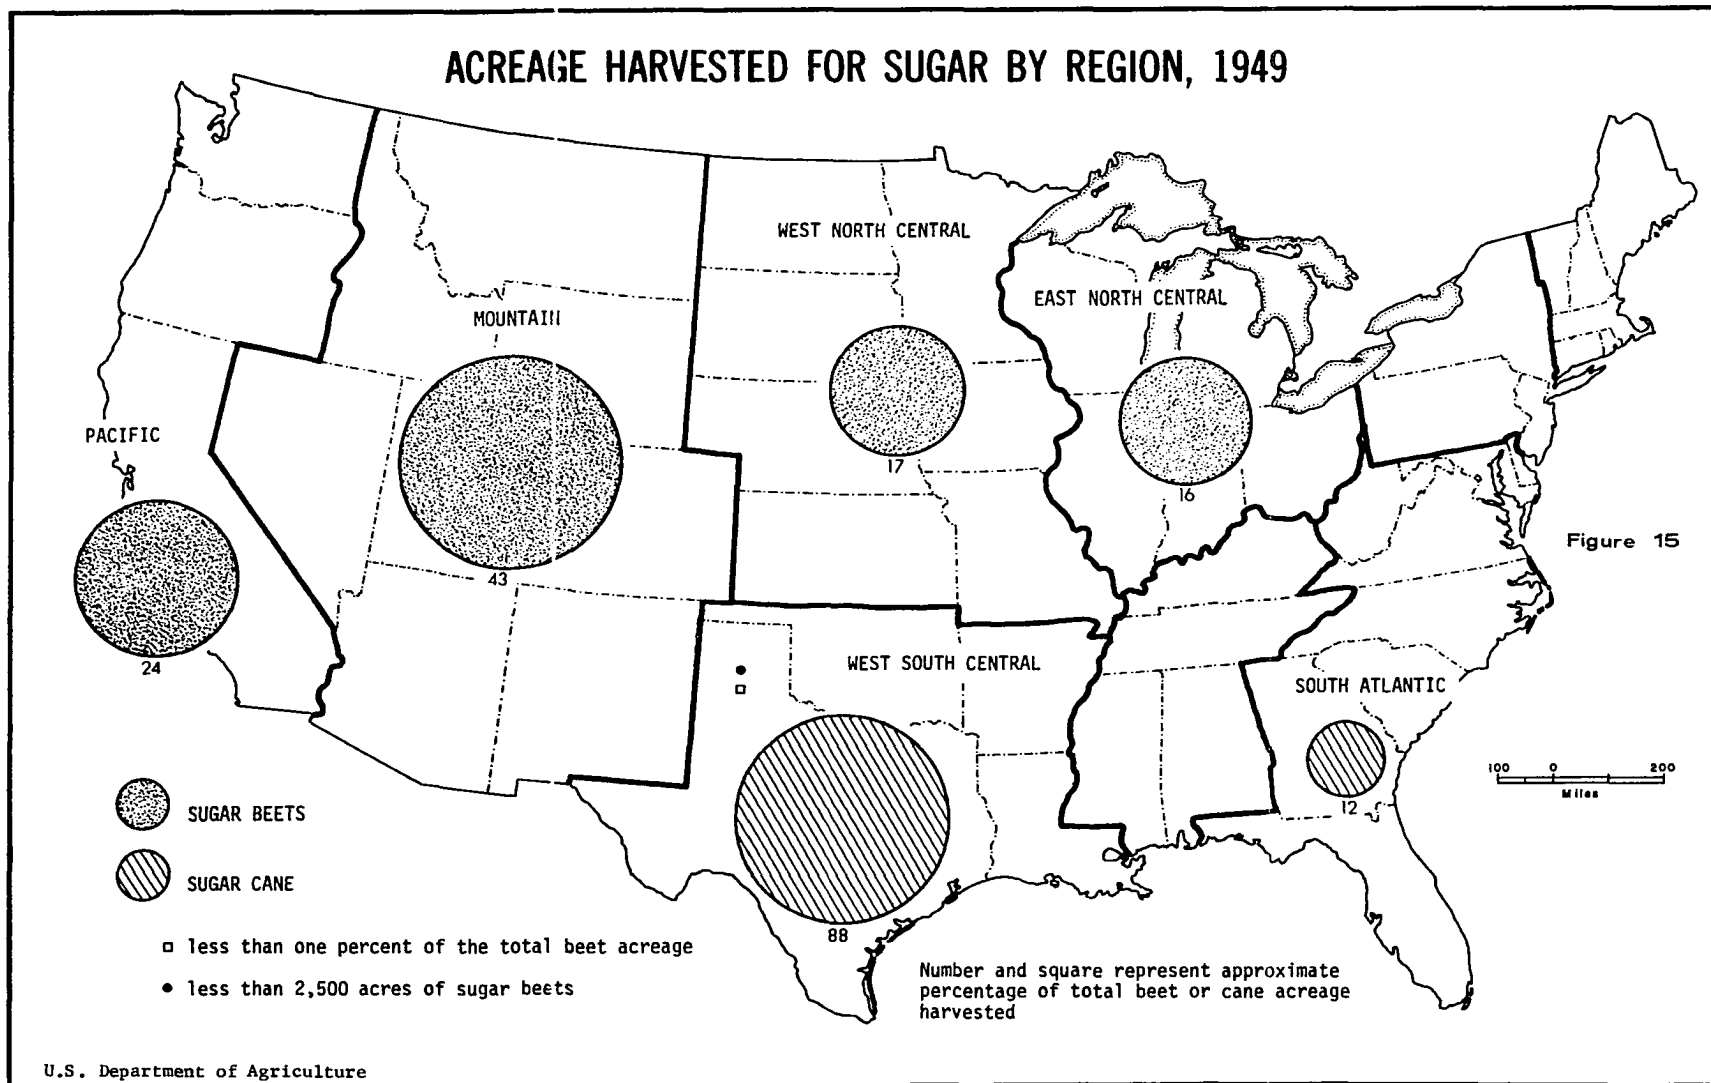 ACREAGE HARVESTED FOR SUGAR BY REGION, 1949
WEST NORTH CENTRAL
EAST NORTH CENTRAL
MOUNTAIN
PACIFIC
17
16
Figure 15
43
24
WEST SOUTH CENTRAL
SOUTH ATLANTIC
100 0 200
Miles
12
SUGAR BEETS
SUGAR CANE
88
less than one percent of the total beet acreage
less than 2,500 acres of sugar beets
Number and square represent approximate
percentage of total beet or cane acreage
harvested
U.S. Department of Agriculture